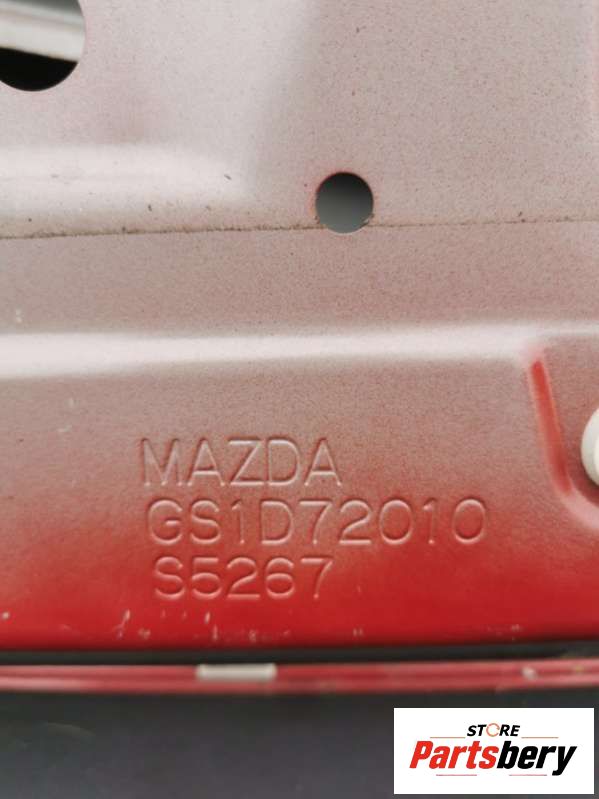 MAZDA
GS1D72010
S5267
STORE
Partsbery